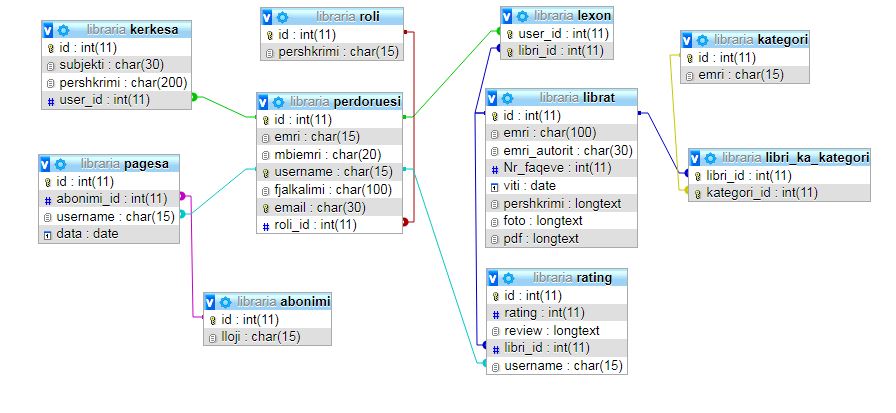 libraria kerkesa
id : int(11)
subjekti : char(30)
pershkrimi : char(200)
user_id : int(11)
libraria roli
id : int(11)
pershkrimi : char(15)
libraria lexon
user_id : int(11)
libri_id : int(11)
libraria kategori
id : int(11)
emri : char(15)
libraria perdoruesi
id : int(11)
emri : char(15)
mbiemri : char(20)
username : char(15)
fjalkalimi : char(100)
email : char(30)
roli_id : int(11)
libraria librat
id : int(11)
emri : char(100)
emri_autorit : char(30)
Nr_faqeve : int(11)
viti : date
pershkrimi : longtext
foto : longtext
pdf : longtext
libraria libri_ka_kategori
libri_id : int(11)
kategori_id : int(11)
libraria pagesa
id : int(11)
abonimi_id : int(11)
username : char(15)
data : date
libraria abonimi
id : int(11)
lloji : char(15)
libraria rating
id : int(11)
rating : int(11)
review : longtext
libri_id : int(11)
username : char(15)